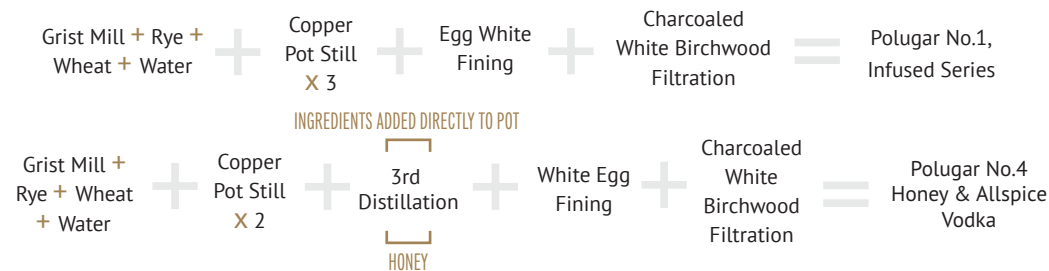 Grist Mill + Rye +
Wheat + Water
+
Copper
Pot Still
X 3
+
Egg White
Fining
+
Charcoaled
White Birchwood
Filtration
=
Polugar No.1,
Infused Series
INGREDIENTS ADDED DIRECTLY TO POT
Grist Mill +
Rye + Wheat
+ Water
+
Copper
Pot Still
X 2
+
3rd
Distillation
HONEY
+
White Egg
Fining
+
Charcoaled
White
Birchwood
Filtration
=
Polugar No.4
Honey & Allspice
Vodka